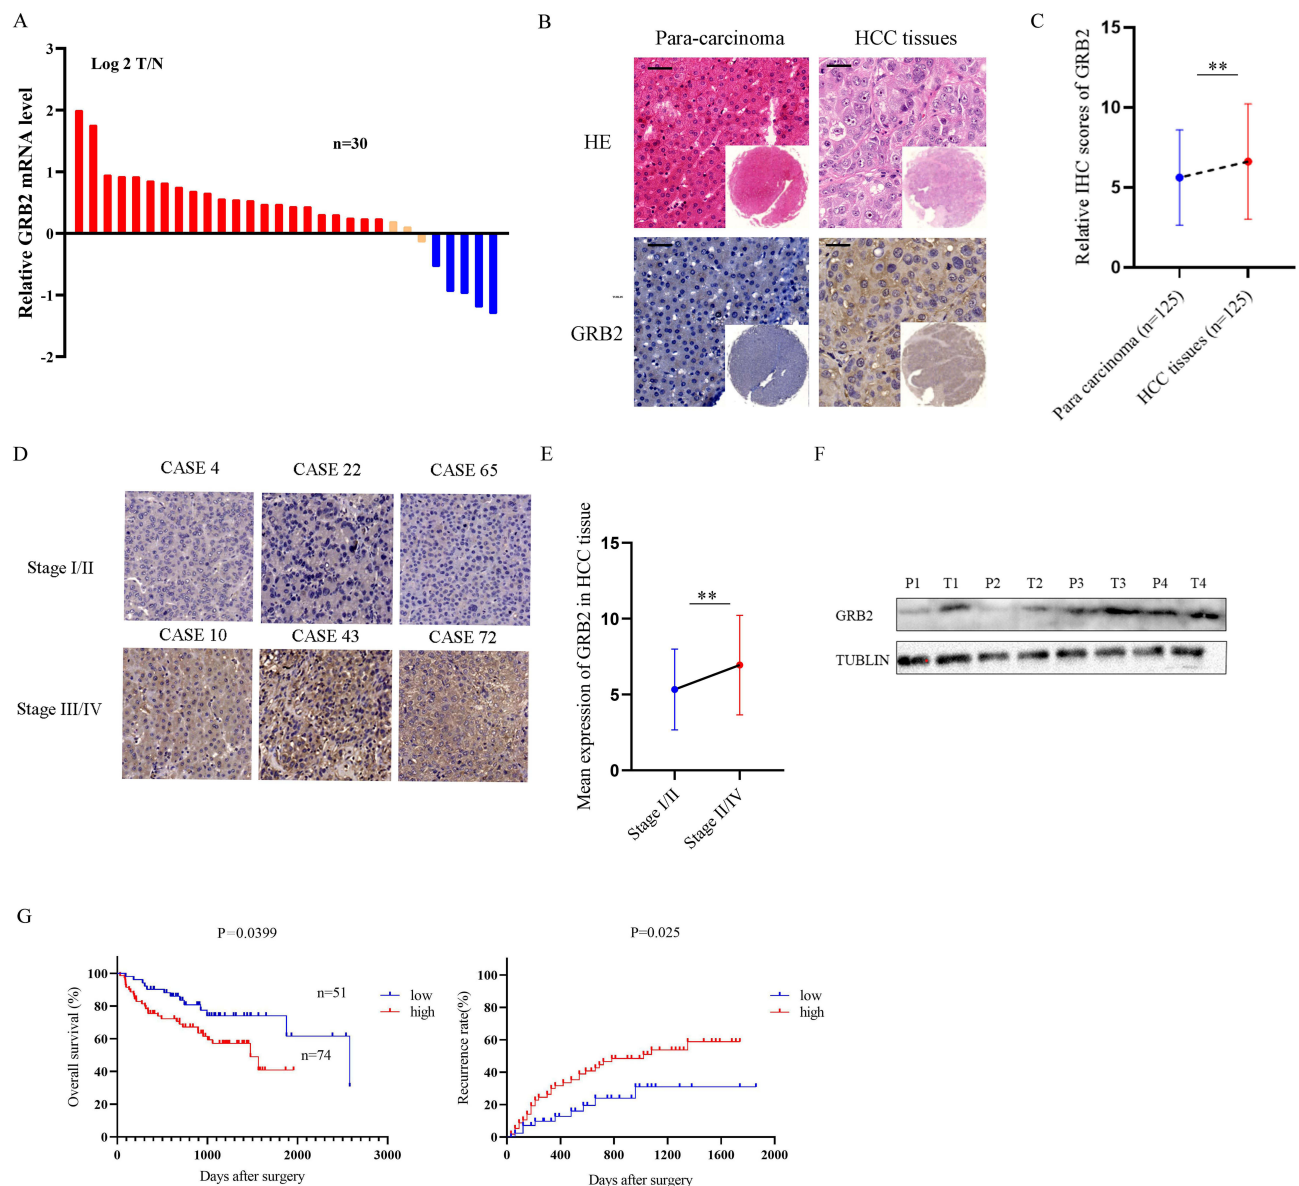 A
Log 2 T/N
n=30
Relative GRB2 mRNA level
3
2
1
0
-1
-2
B
Para-carcinoma
HCC tissues
HE
GRB2
C
**
Relative IHC scores of GRB2
15
10
5
0
Para carcinoma (n=125)
HCC tissues (n=125)
D
CASE 4
CASE 22
CASE 65
Stage I/II
CASE 10
CASE 43
CASE 72
Stage III/IV
E
**
Mean expression of GRB2 in HCC tissue
15
10
5
0
Stage I/II
Stage II/IV
F
P1 T1 P2 T2 P3 T3 P4 T4
GRB2
TUBLIN
G
P=0.0399
Overall survival (%)
100
80
60
40
20
0
n=51
n=74
low
high
0 1000 2000 3000
Days after surgery
P=0.025
Recurrence rate(%)
100
80
60
40
20
0
low
high
0 400 800 1200 1600 2000
Days after surgery